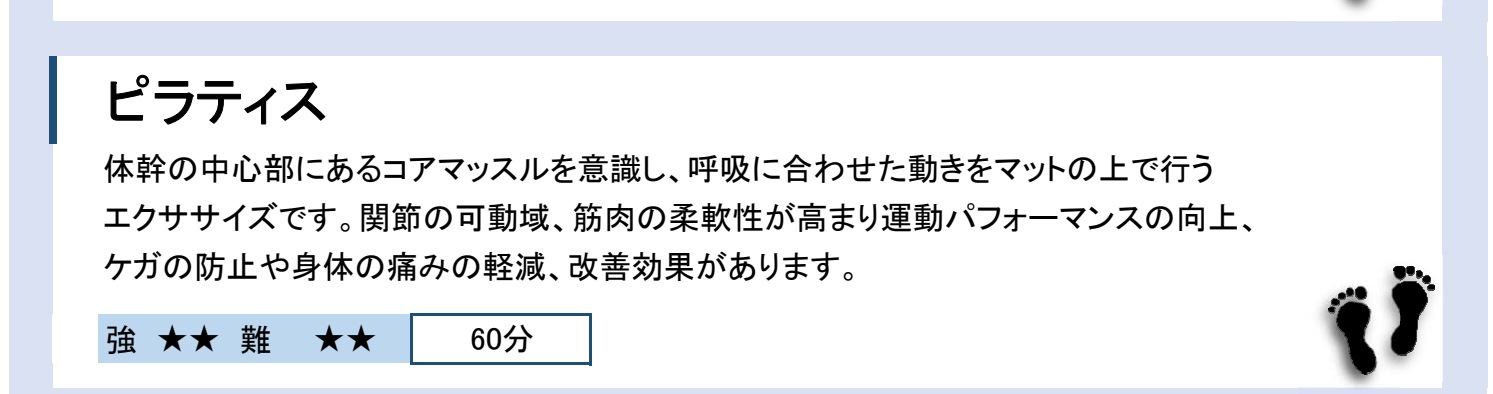 ピラティス
体幹の中心部にあるコアマッスルを意識し、呼吸に合わせた動きをマットの上で行う
エクササイズです。関節の可動域、筋肉の柔軟性が高まり運動パフォーマンスの向上、
ケガの防止や身体の痛みの軽減、改善効果があります。
強 ★★ 難 ★★ 60分